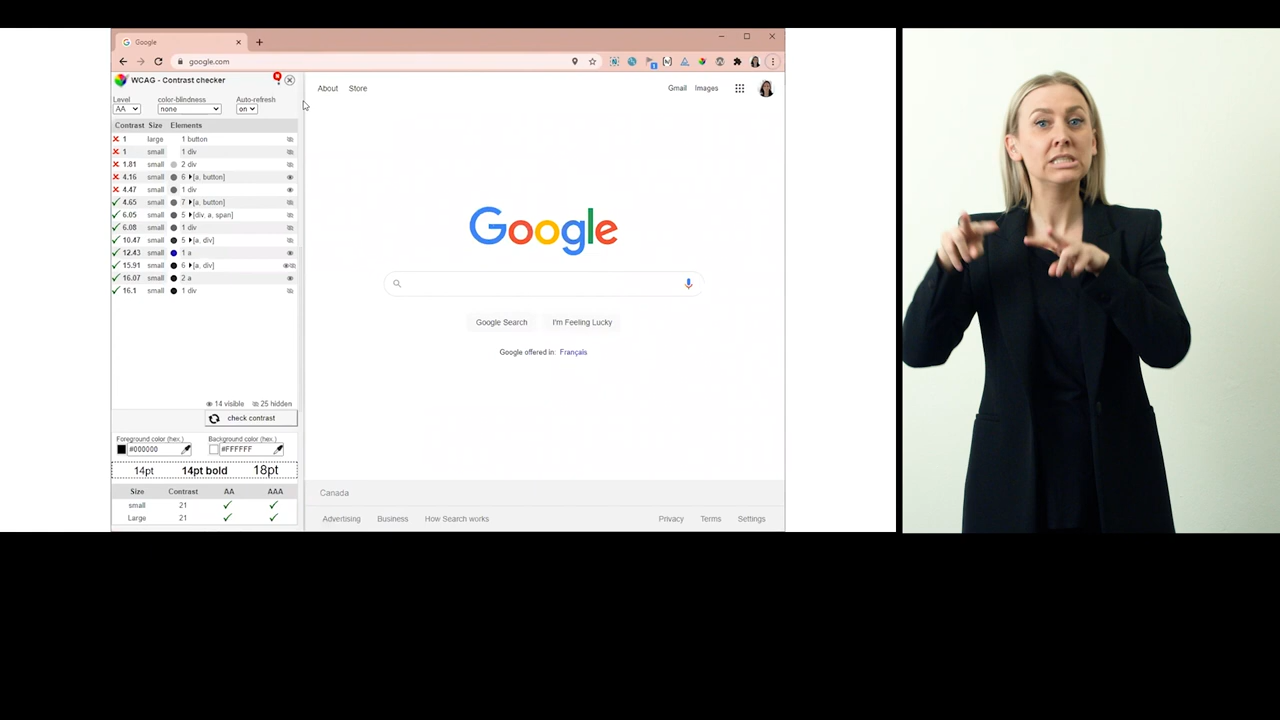 Google
google.com
WCAG - Contrast checker
Level color-blindness Auto-refresh
AA none on
Contrast Size Elements
1 large 1 button
1 small 1 div
1.81 small 2 div
4.16 small 6 [a, button]
4.47 small 1 div
4.65 small 7 [a, button]
6.05 small 5 [div, a, span]
6.08 small 1 div
10.47 small 5 [a, div]
12.43 small 1 a
15.91 small 6 [a, div]
16.07 small 2 a
16.1 small 1 div
14 visible 25 hidden
check contrast
Foreground color (hex.) Background color (hex.)
#000000 #FFFFFF
14pt 14pt bold 18pt
Size Contrast AA AAA
small 21
Large 21
About Store Gmail Images
Google
Google Search I'm Feeling Lucky
Google offered in: Français
Canada
Advertising Business How Search works Privacy Terms Settings